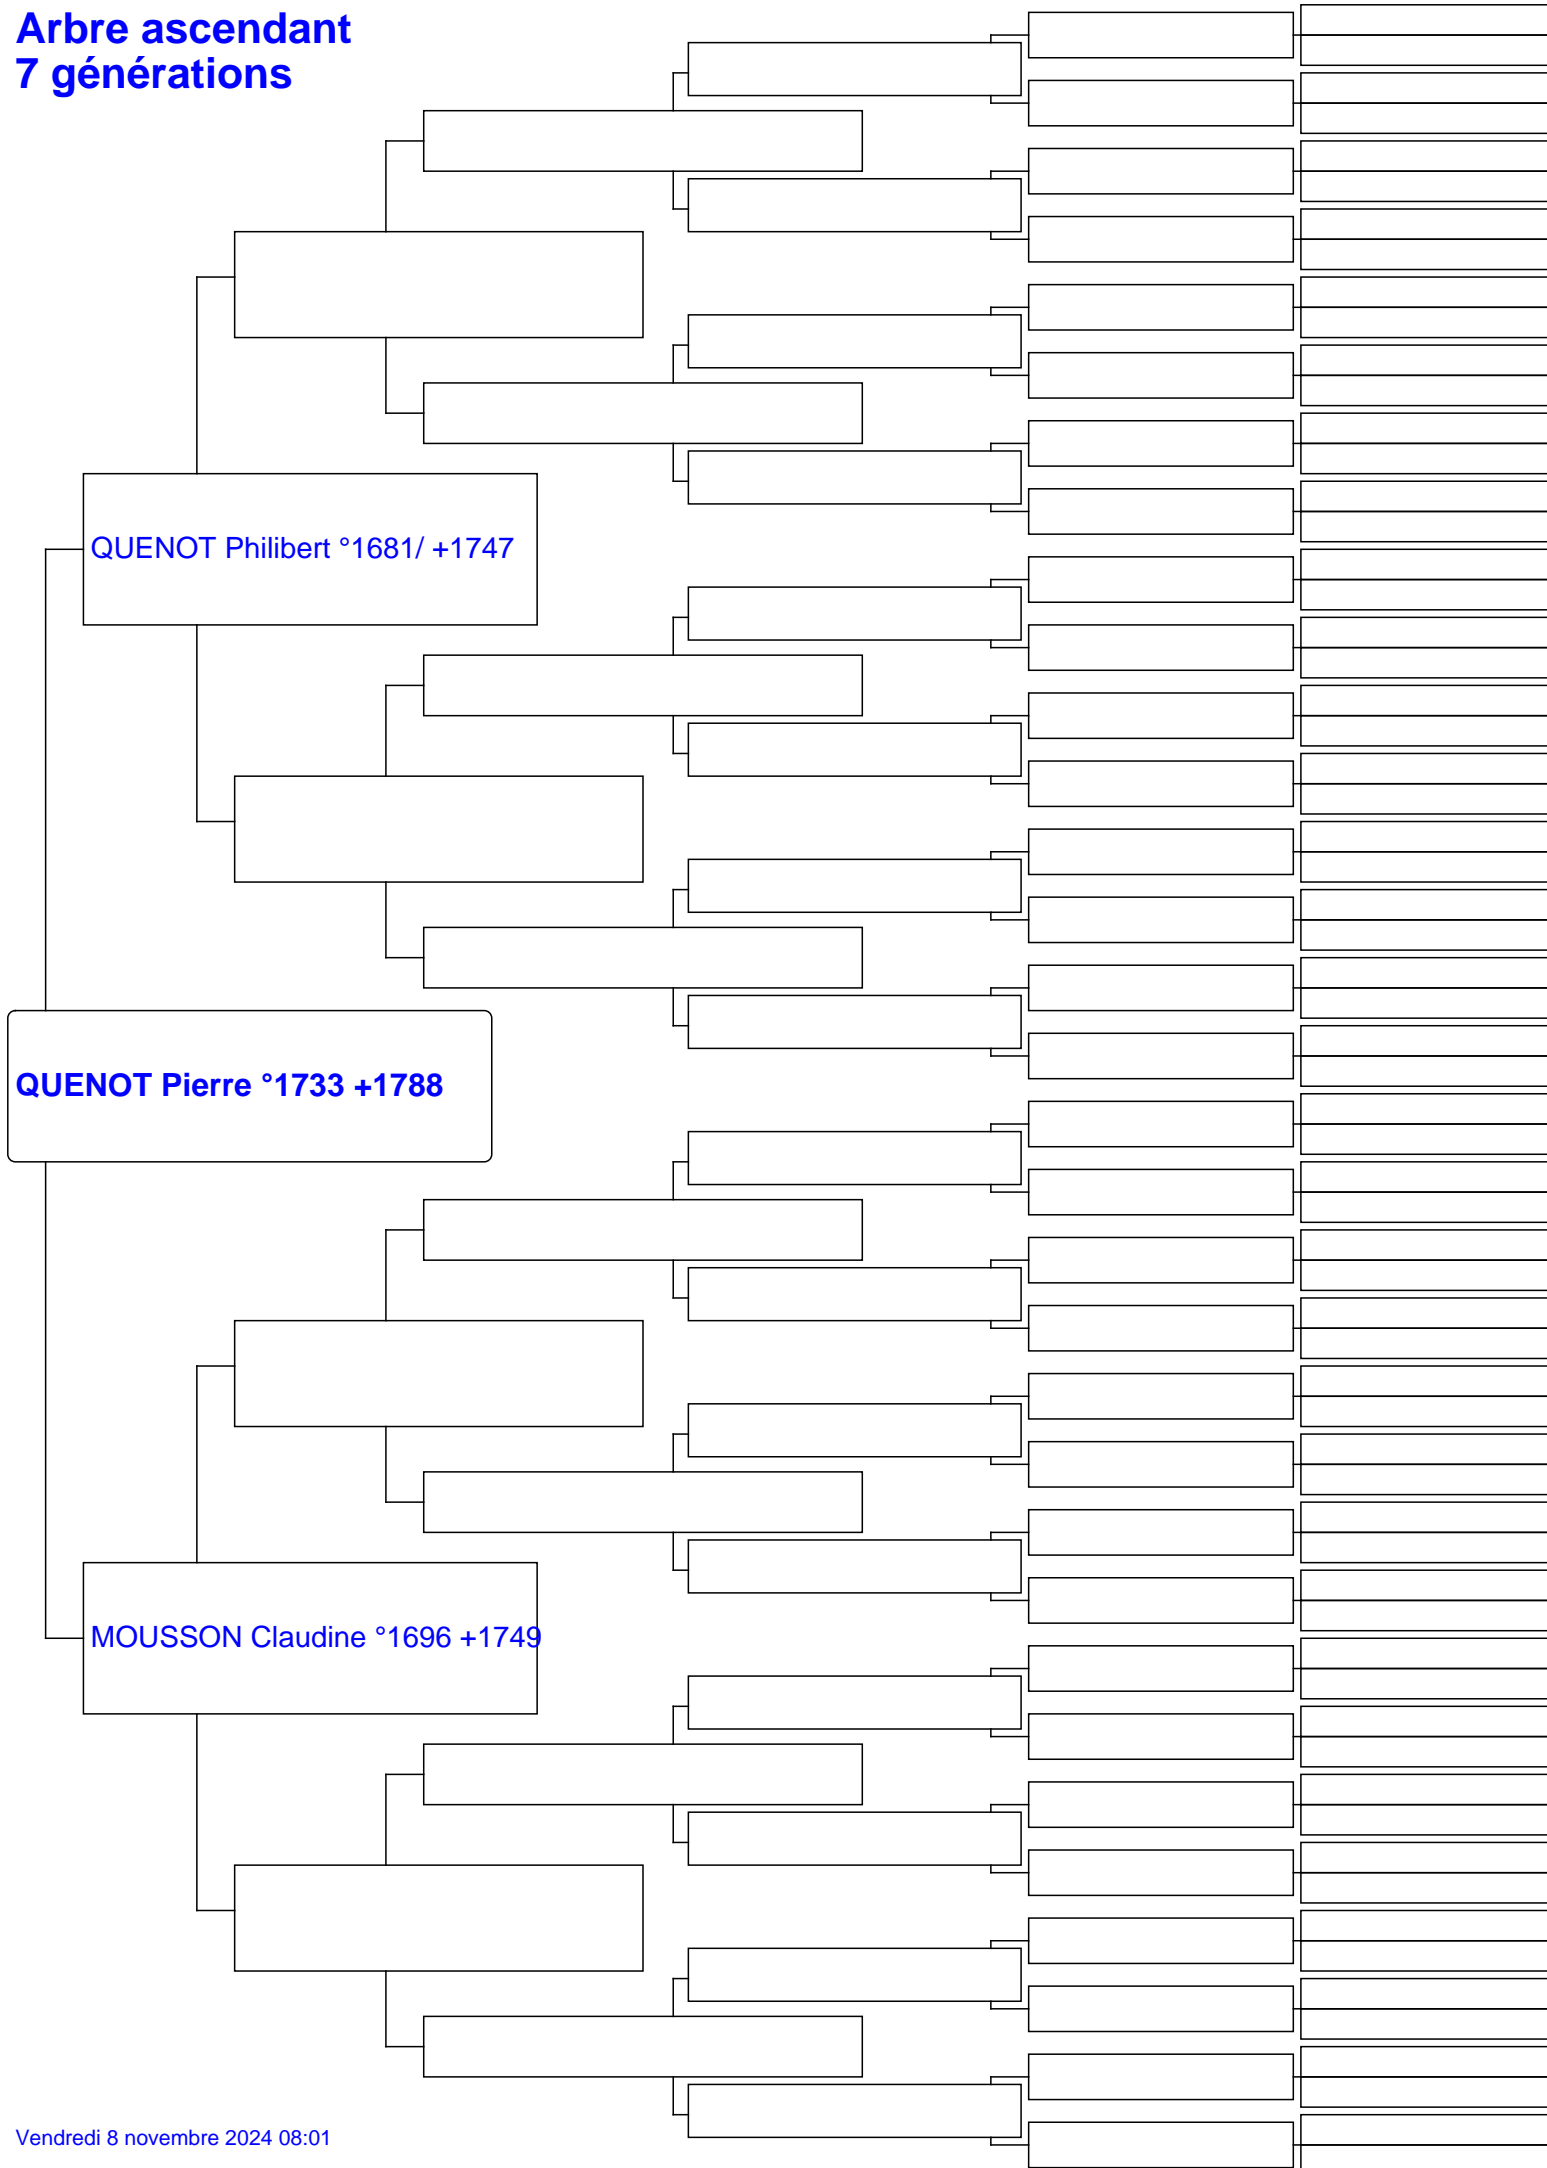 Arbre ascendant
7 générations
QUENOT Philibert °1681/ +1747
QUENOT Pierre °1733 +1788
MOUSSON Claudine °1696 +1749
Vendredi 8 novembre 2024 08:01